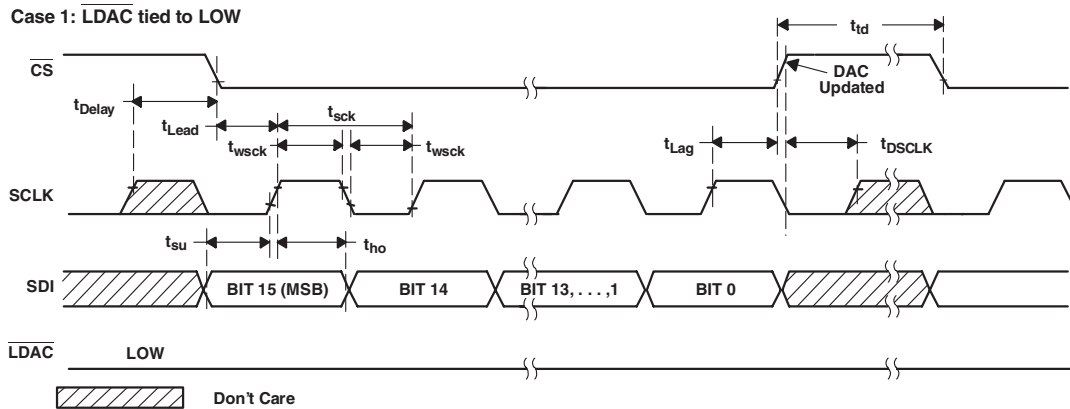 Case 1: LDAC tied to LOW
t_td
CS
DAC
Updated
t_Delay
t_Lead
t_sck
t_wsck
t_wsck
t_Lag
t_DSCLK
SCLK
t_su
t_ho
SDI
BIT 15 (MSB)
BIT 14
BIT 13, . . . ,1
BIT 0
LDAC
LOW
Don't Care